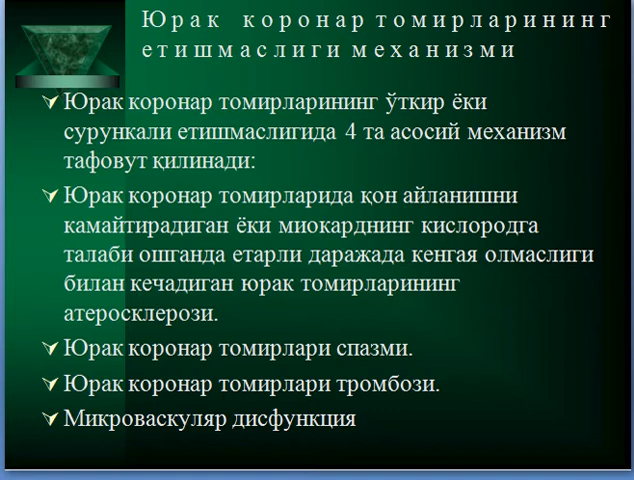 Юрак коронар томирларининг
етишмаслиги механизми
Юрак коронар томирларининг ўткир ёки
сурункали етишмаслигида 4 та асосий механизм
тафовут қилинади:
Юрак коронар томирларида қон айланишни
камайтирадиган ёки миокарднинг кислородга
талаби ошганда етарли даражада кенгая олмаслиги
билан кечадиган юрак томирларининг
атеросклерози.
Юрак коронар томирлари спазми.
Юрак коронар томирлари тромбози.
Микроваскуляр дисфункция